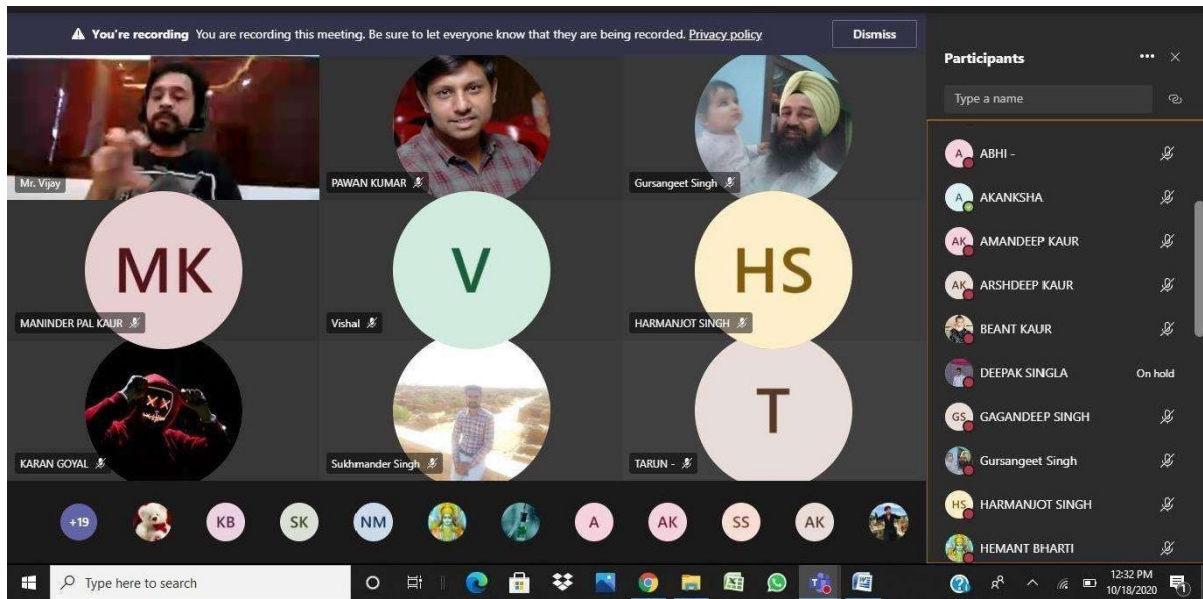 You're recording You are recording this meeting. Be sure to let everyone know that they are being recorded. Privacy policy Dismiss
Mr. Vijay
PAWAN KUMAR
Gursangeet Singh
MK
V
HS
MANINDER PAL KAUR
Vishal
HARMANJOT SINGH
T
KARAN GOYAL
Sukhmander Singh
TARUN -
+19 KB SK NM A AK SS AK
Participants
Type a name
A ABHI -
A AKANKSHA
AK AMANDEEP KAUR
AK ARSHDEEP KAUR
BEANT KAUR
DEEPAK SINGLA On hold
GS GAGANDEEP SINGH
Gursangeet Singh
HS HARMANJOT SINGH
HEMANT BHARTI
Type here to search
12:32 PM
10/18/2020